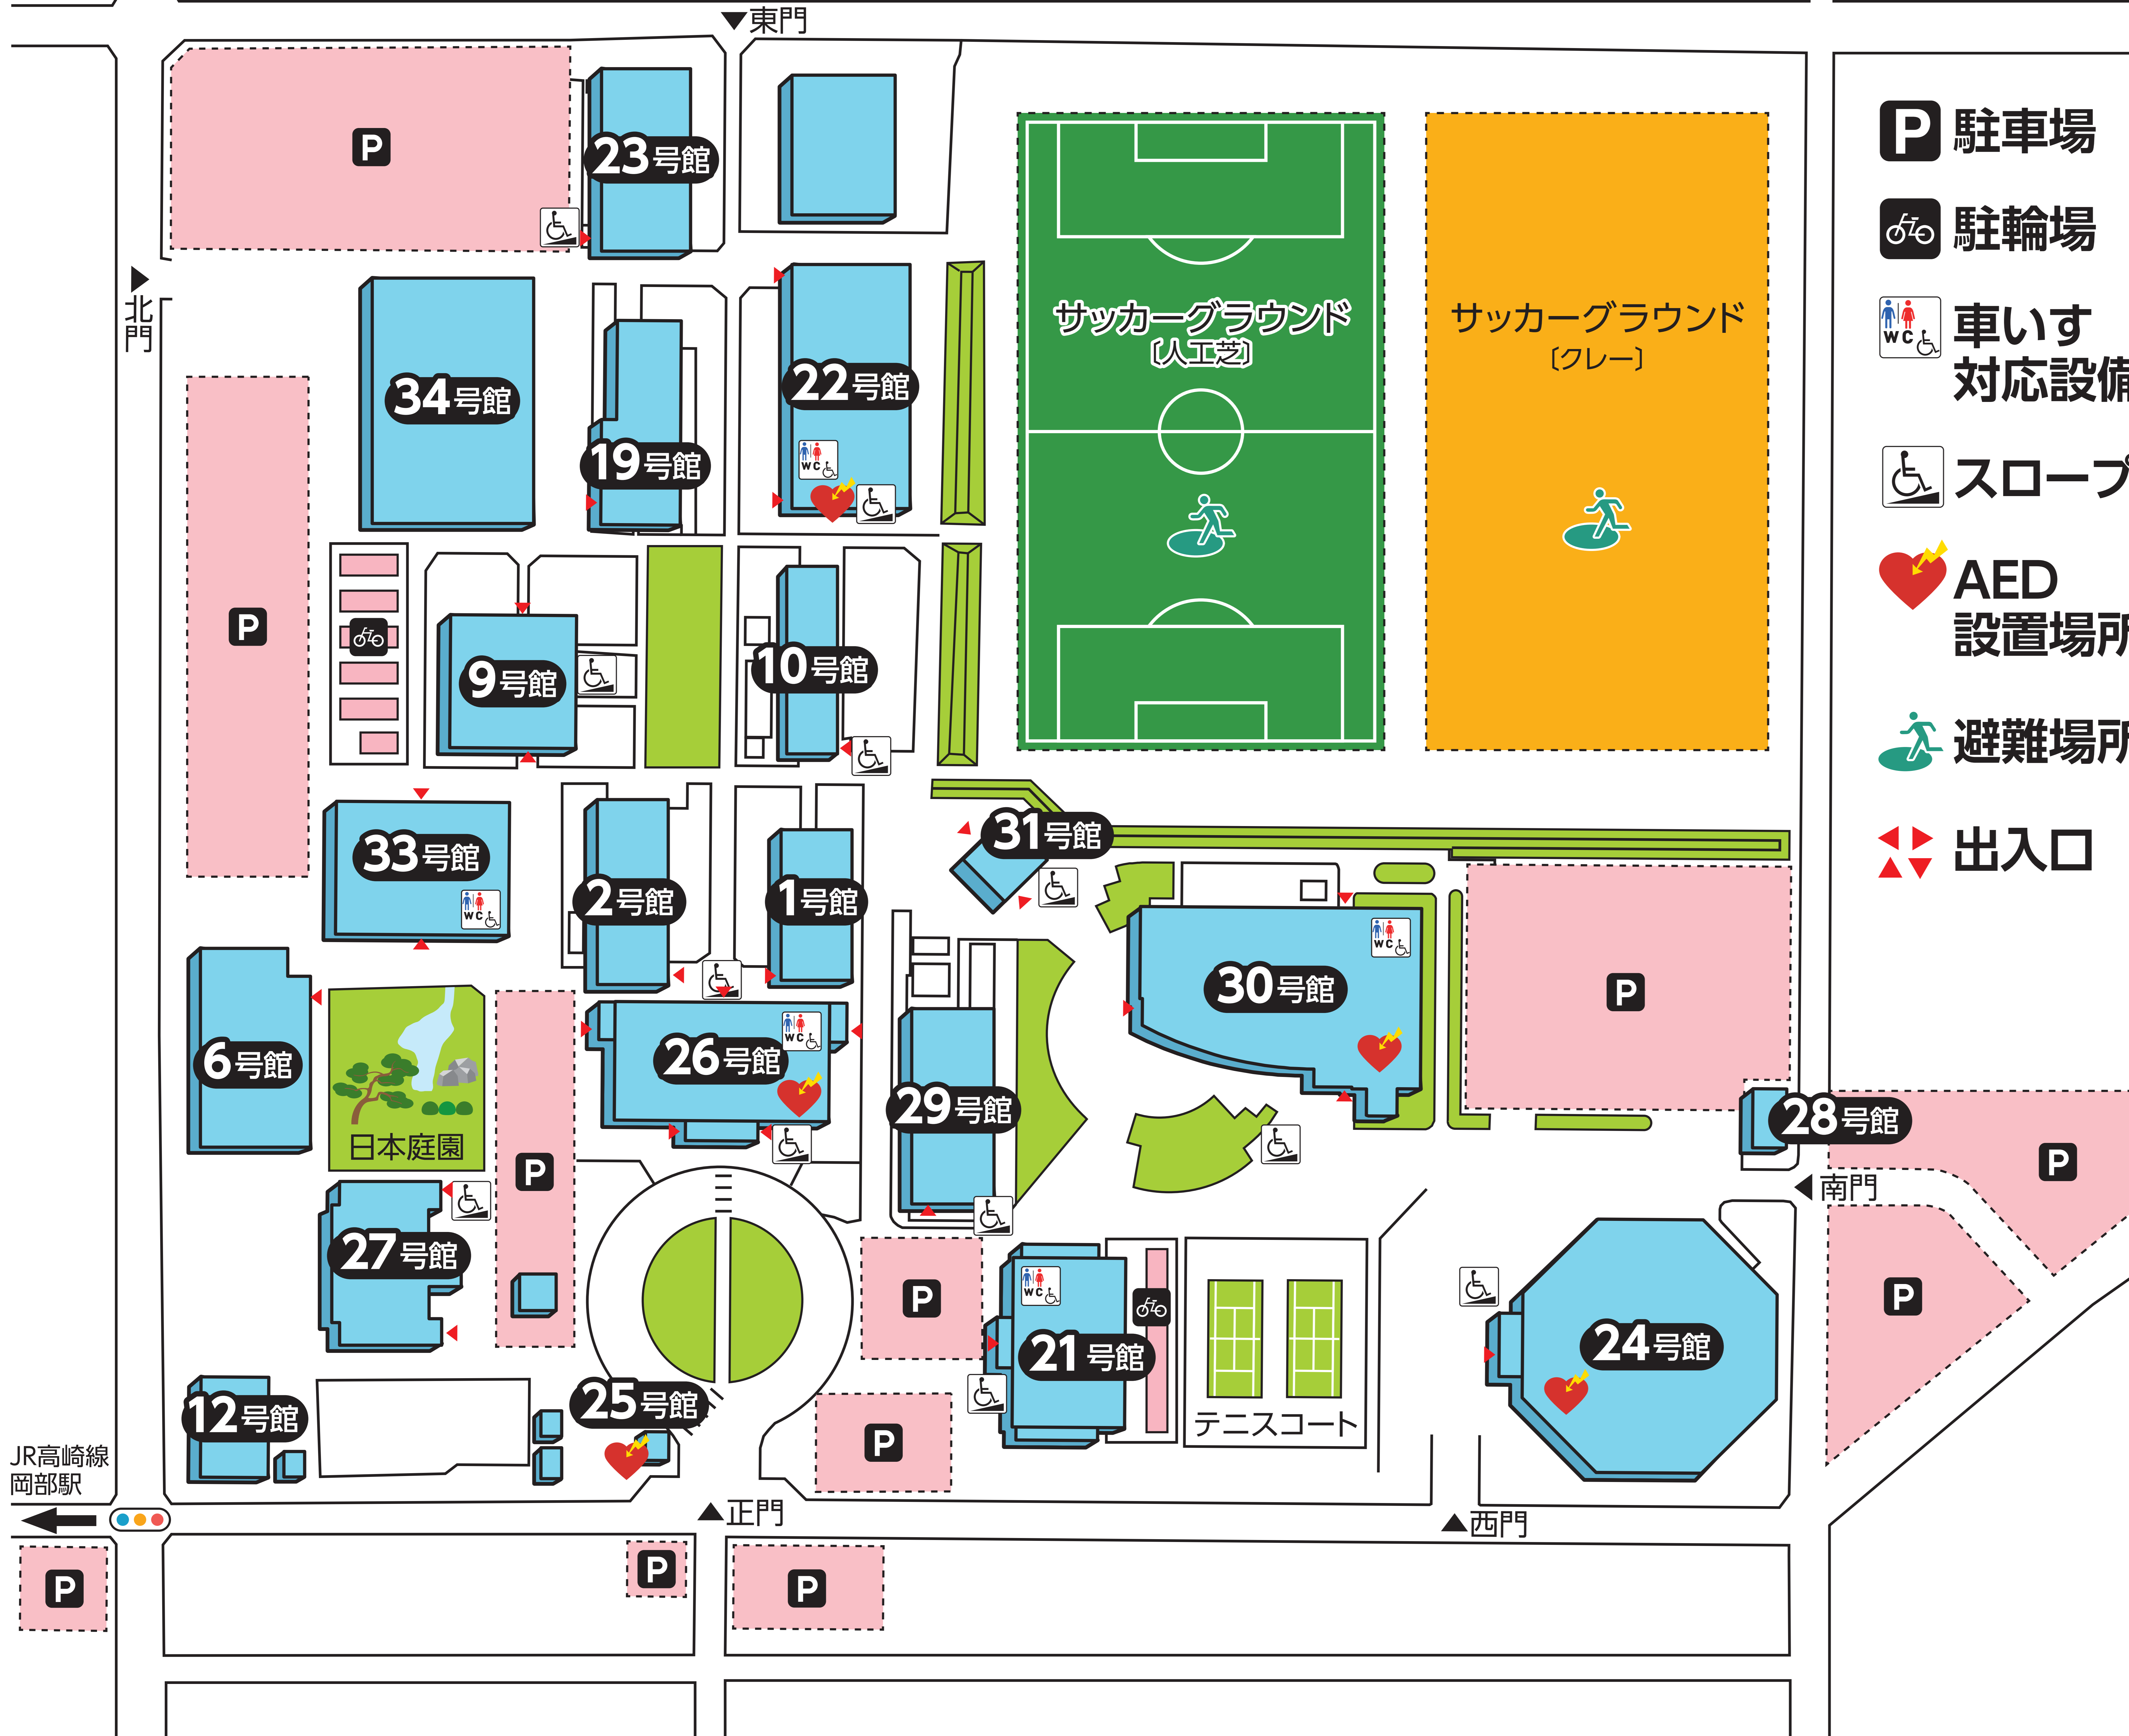 東門
P
23号館
北門
34号館
19号館
22号館
WC
サッカーグラウンド
〔人工芝〕
サッカーグラウンド
〔クレー〕
P
9号館
10号館
33号館
WC
2号館
1号館
31号館
30号館
WC
P
6号館
日本庭園
P
26号館
WC
29号館
28号館
P
南門
P
27号館
P
21号館
WC
テニスコート
24号館
12号館
25号館
P
JR高崎線
岡部駅
正門
西門
P
P
P
P 駐車場
駐輪場
WC
車いす
対応設備
スロープ
AED
設置場所
避難場所
出入口